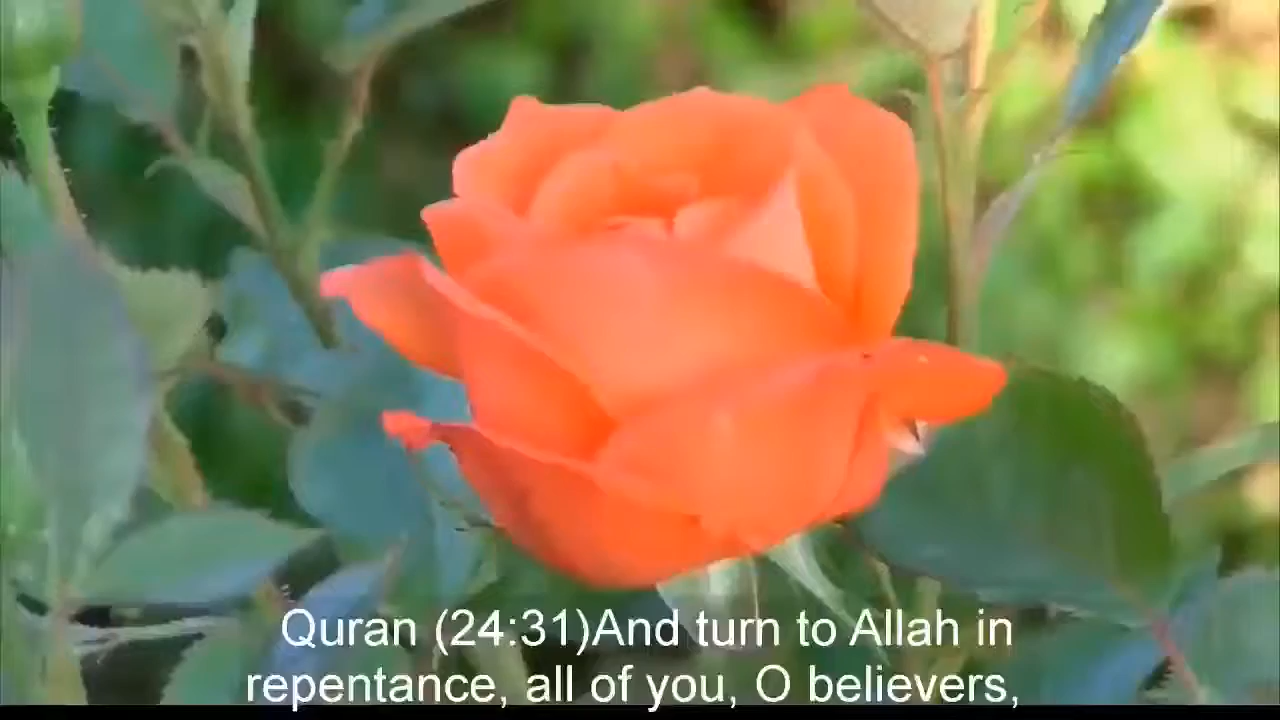 Quran (24:31)And turn to Allah in
repentance, all of you, O believers,